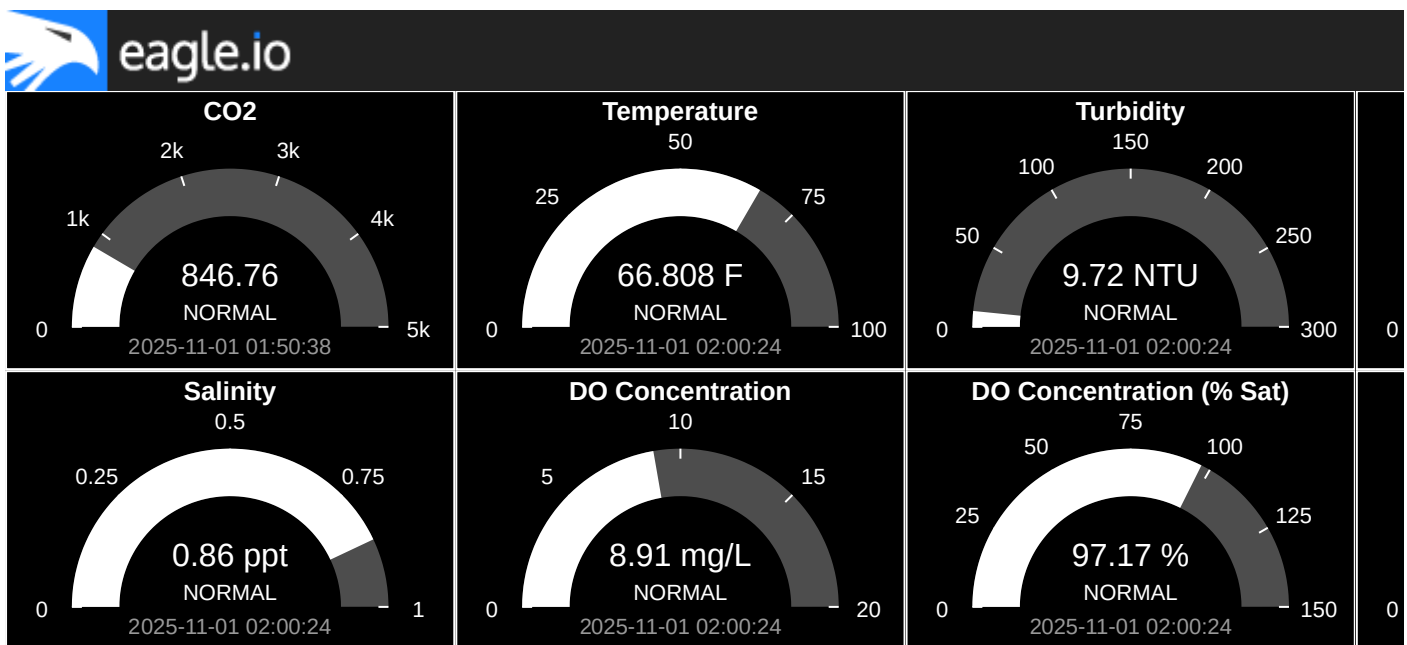 eagle.io
CO2
0
1k
2k
3k
4k
5k
846.76
NORMAL
2025-11-01 01:50:38
Temperature
0
25
50
75
100
66.808 F
NORMAL
2025-11-01 02:00:24
Turbidity
0
50
100
150
200
250
300
9.72 NTU
NORMAL
2025-11-01 02:00:24
0
Salinity
0
0.25
0.5
0.75
1
0.86 ppt
NORMAL
2025-11-01 02:00:24
DO Concentration
0
5
10
15
20
8.91 mg/L
NORMAL
2025-11-01 02:00:24
DO Concentration (% Sat)
0
25
50
75
100
125
150
97.17 %
NORMAL
2025-11-01 02:00:24
0